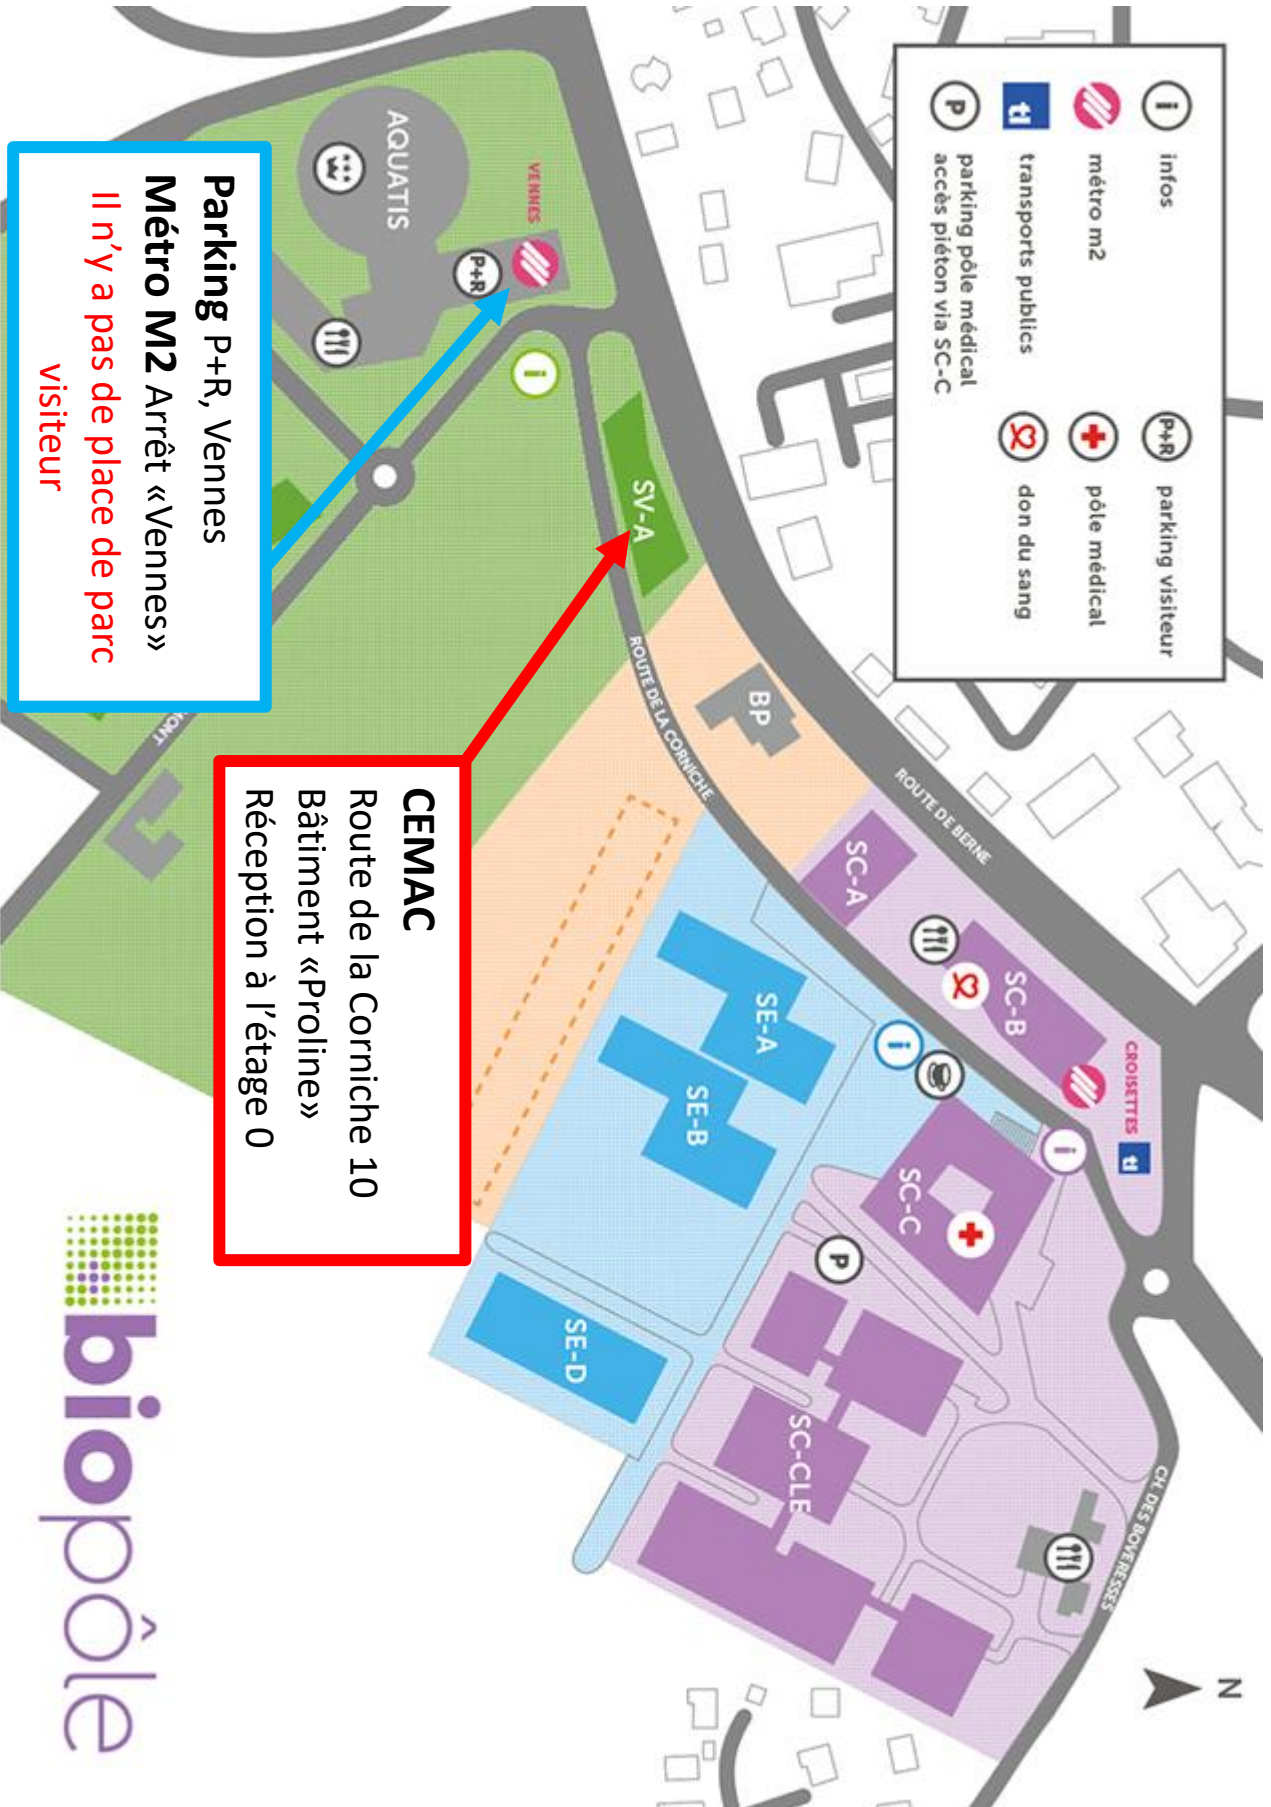 infos
métro m2
transports publics
parking pôle médical
accès piéton via SC-C
P+R
parking visiteur
pôle médical
don du sang
i
tl
P
N
ROUTE DE BERNE
CROISETTES
tl
CH. DES BOVERESSES
VENNES
AQUATIS
P+R
i
SV-A
BP
ROUTE DE LA CORNICHE
SC-A
SC-B
i
i
SC-C
P
SE-A
SE-B
SE-D
SC-CLE
MONT
Parking P+R, Vennes
Métro M2 Arrêt «Vennes»
Il n’y a pas de place de parc
visiteur
CEMAC
Route de la Corniche 10
Bâtiment «Proline»
Réception à l’étage 0
biopôle